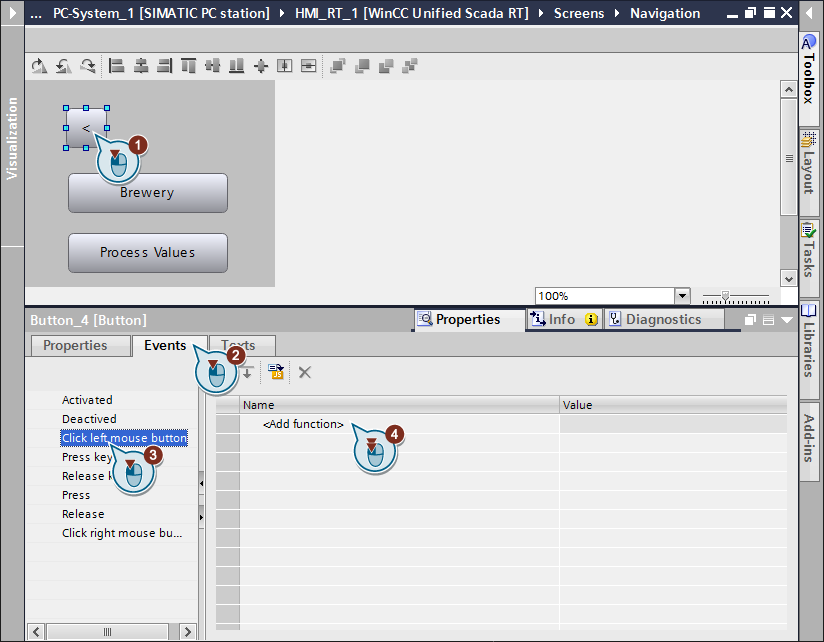 ... PC-System_1 [SIMATIC PC station] HMI_RT_1 [WinCC Unified Scada RT] Screens Navigation
Visualization
<
1
Brewery
Process Values
100%
Toolbox
Layout
Tasks
Libraries
Add-ins
Button_4 [Button]
Properties
Info
Diagnostics
Properties
Events
Texts
2
Activated
Deactived
Click left mouse button
Press key
Release k
Press
Release
Click right mouse bu...
3
Name
Value
<Add function>
4